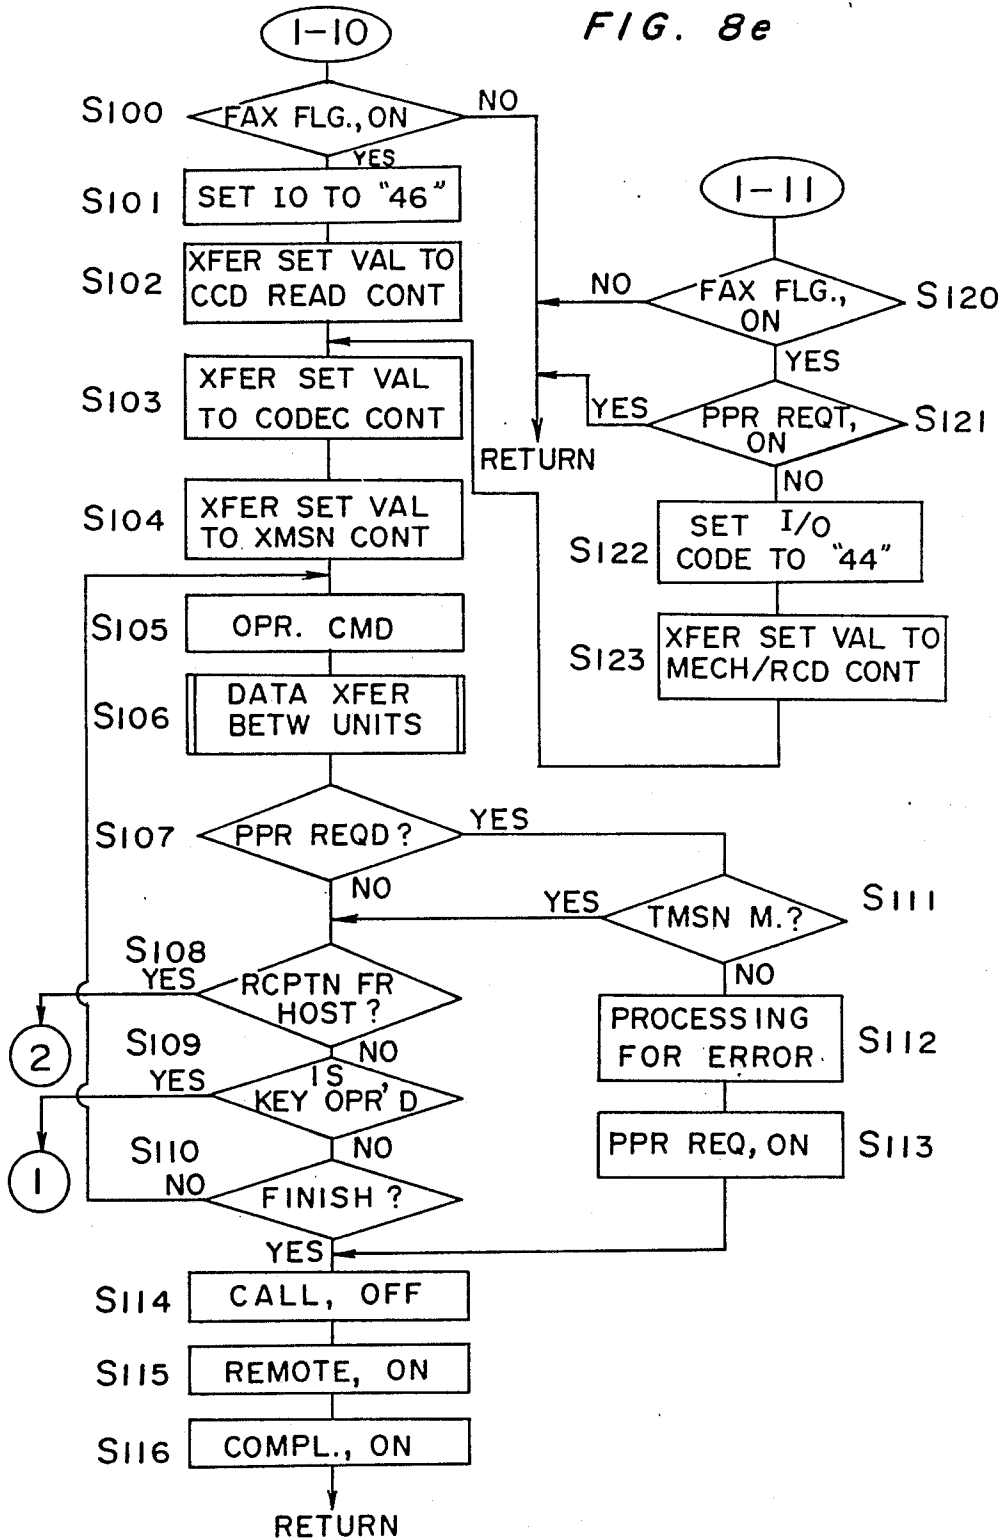 FIG. 8e
1-10
S100
FAX FLG., ON
NO
YES
S101
SET IO TO "46"
S102
XFER SET VAL TO
CCD READ CONT
S103
XFER SET VAL
TO CODEC CONT
S104
XFER SET VAL
TO XMSN CONT
S105
OPR. CMD
S106
DATA XFER
BETW UNITS
S107
PPR REQD?
YES
NO
S108
YES
RCPTN FR
HOST?
NO
2
S109
YES
IS
KEY OPR'D
NO
1
S110
NO
FINISH?
YES
S114
CALL, OFF
S115
REMOTE, ON
S116
COMPL., ON
RETURN
1-11
S120
FAX FLG.,
ON
NO
YES
S121
PPR REQT,
ON
YES
NO
RETURN
S122
SET I/O
CODE TO "44"
S123
XFER SET VAL TO
MECH/RCD CONT
S111
TMSN M.?
YES
NO
S112
PROCESSING
FOR ERROR
S113
PPR REQ, ON